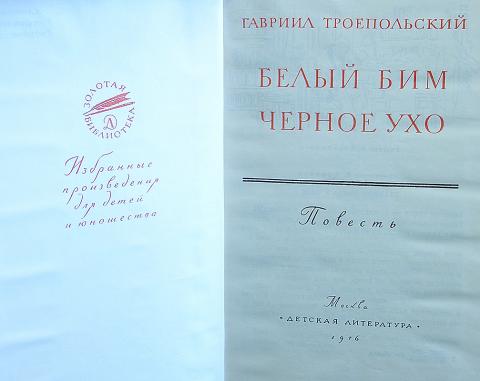 ЗОЛОТАЯ БИБЛИОТЕКА
Д
Избранные
произведения
для детей
и юношества
ГАВРИИЛ ТРОЕПОЛЬСКИЙ
БЕЛЫЙ БИМ
ЧЕРНОЕ УХО
Повесть
Москва
"ДЕТСКАЯ ЛИТЕРАТУРА"
1976